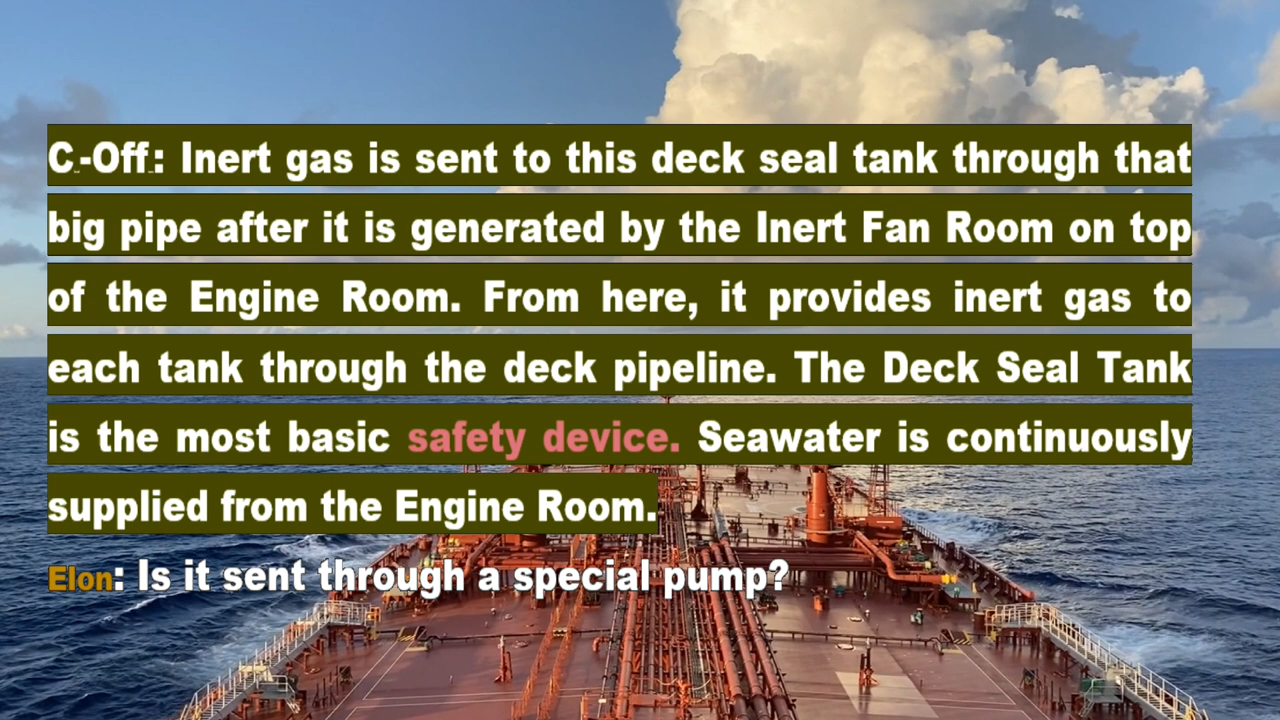 C-Off: Inert gas is sent to this deck seal tank through that
big pipe after it is generated by the Inert Fan Room on top
of the Engine Room. From here, it provides inert gas to
each tank through the deck pipeline. The Deck Seal Tank
is the most basic safety device. Seawater is continuously
supplied from the Engine Room.
Elon: Is it sent through a special pump?